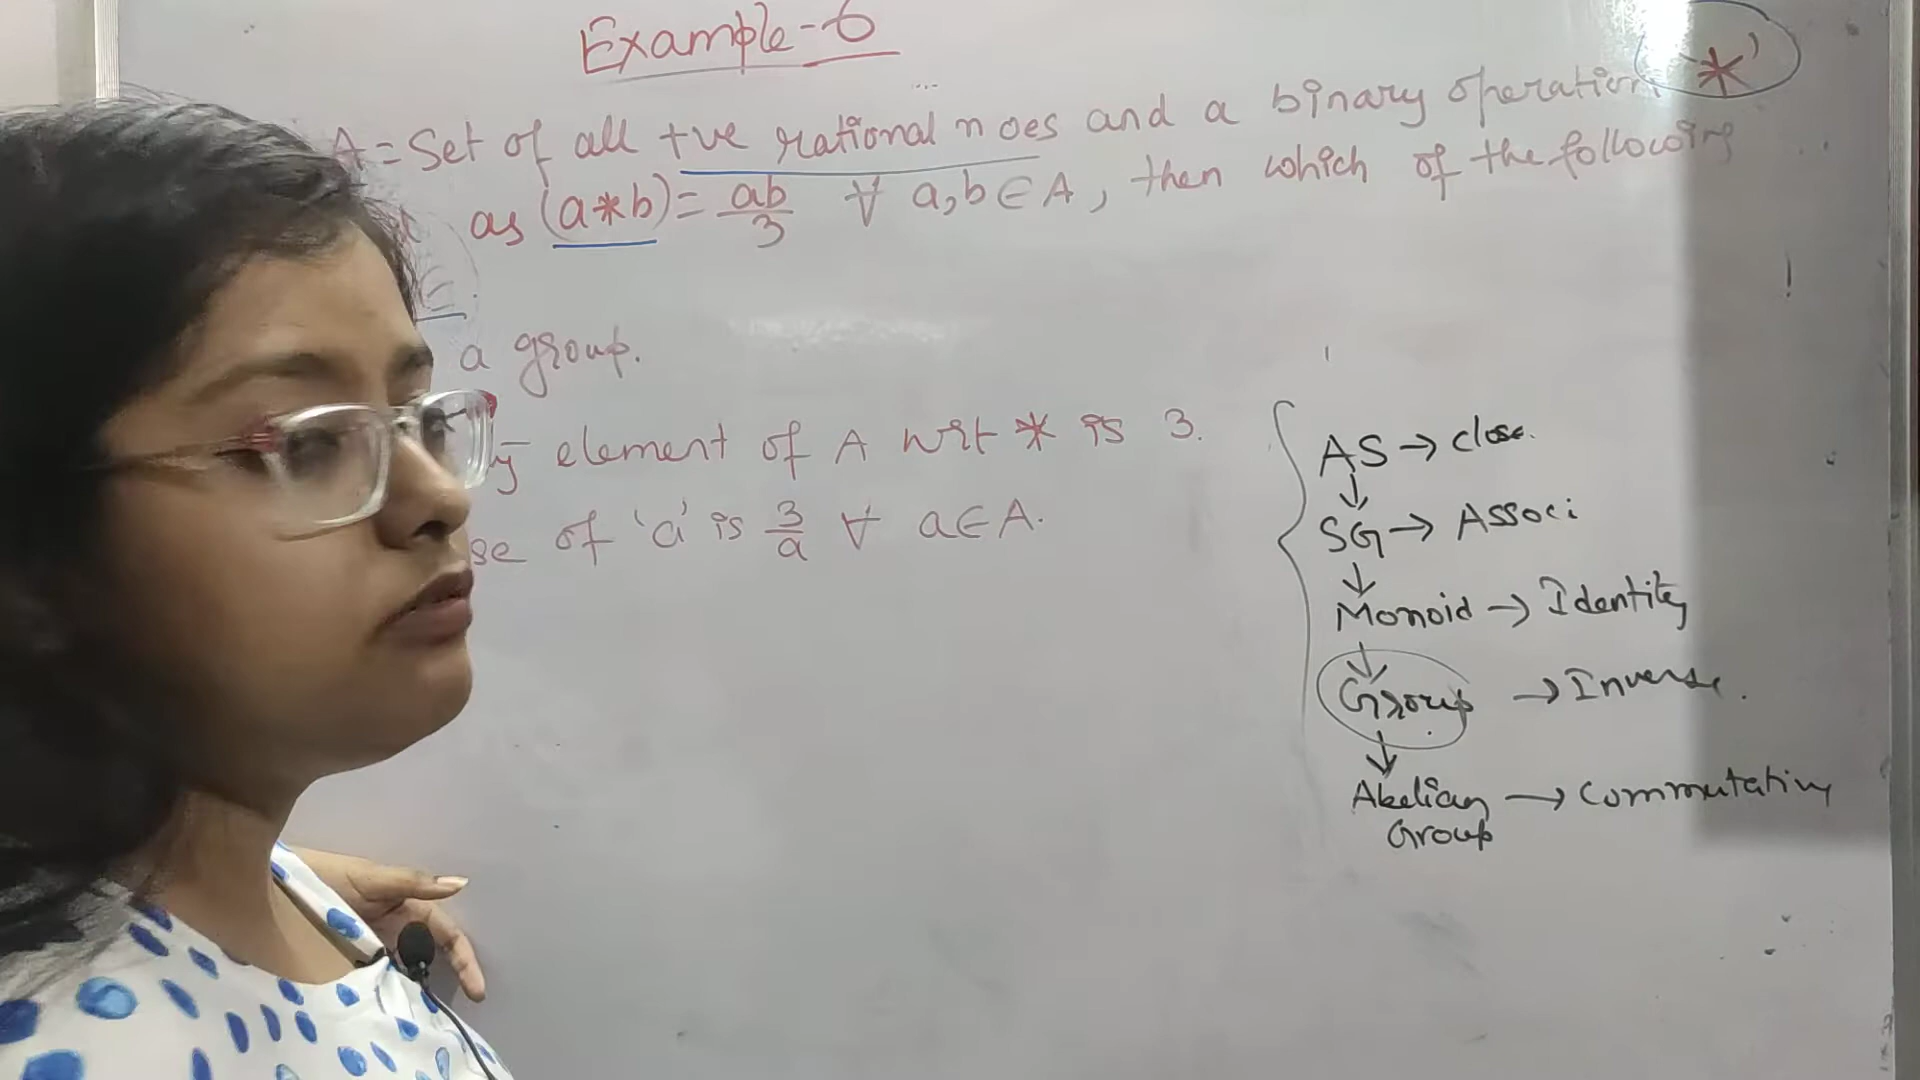 Example-6
A = Set of all +ve rational noes and a binary operation '*'
as (a*b) = ab/3 ∀ a,b ∈ A, then which of the following
a group.
element of A wrt * is 3.
se of 'a' is 3/a ∀ a ∈ A.
AS → close.
↓
SG → Associ
↓
Monoid → Identity
↓
Group → Inverse.
↓
Abelian → Commutative
Group